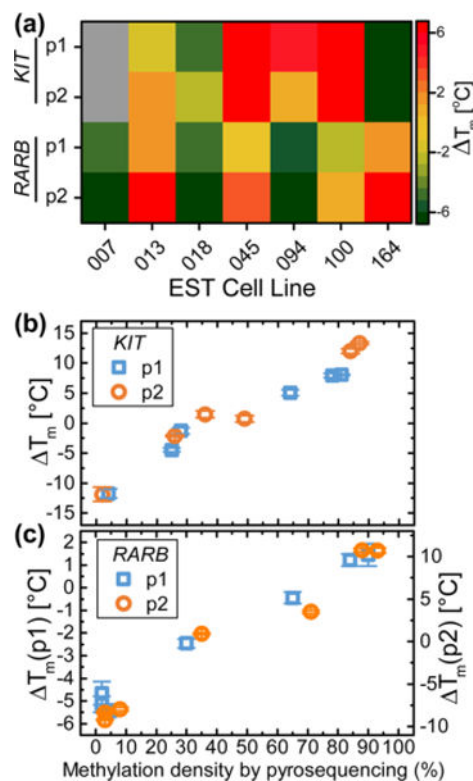 (a)
KIT
p1
p2
RARB
p1
p2
6
2
-2
-6
ΔTm [°C]
007 013 018 045 094 100 164
EST Cell Line
(b)
15
10
5
0
-5
-10
-15
ΔTm [°C]
KIT
p1
p2
(c)
2
1
0
-1
-2
-3
-4
-5
-6
ΔTm(p1) [°C]
RARB
p1
p2
10
5
0
-5
-10
ΔTm(p2) [°C]
0 10 20 30 40 50 60 70 80 90 100
Methylation density by pyrosequencing (%)